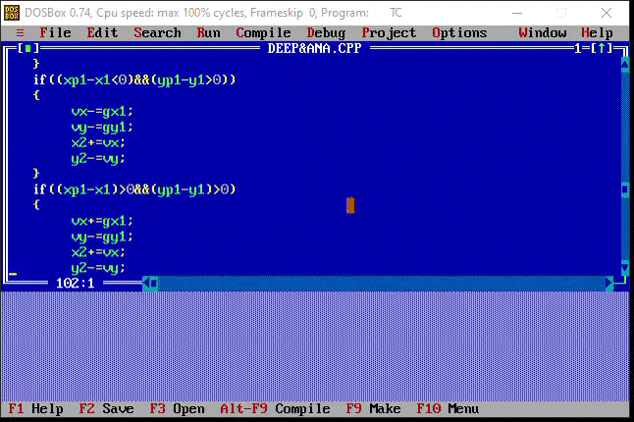 DOSBox 0.74, Cpu speed: max 100% cycles, Frameskip 0, Program: TC
≡ File Edit Search Run Compile Debug Project Options Window Help
[■] DEEP&ANA.CPP 1=[↑]
}
if((xp1-x1<0)&&(yp1-y1>0))
{
vx-=gx1;
vy-=gy1;
x2+=vx;
y2-=vy;
}
if((xp1-x1)>0&&(yp1-y1)>0)
{
vx+=gx1;
vy-=gy1;
x2+=vx;
y2-=vy;
102:1
F1 Help F2 Save F3 Open Alt-F9 Compile F9 Make F10 Menu